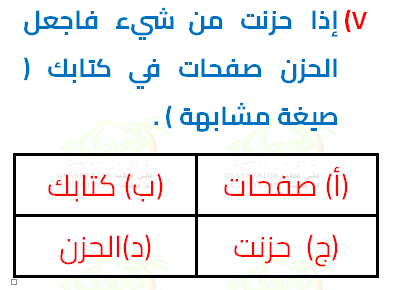 ٧) إذا حزنت من شيء فاجعل
الحزن صفحات في كتابك (
صيغة مشابهة ) .
(أ) صفحات (ب) كتابك
(ج) حزنت (د)الحزن